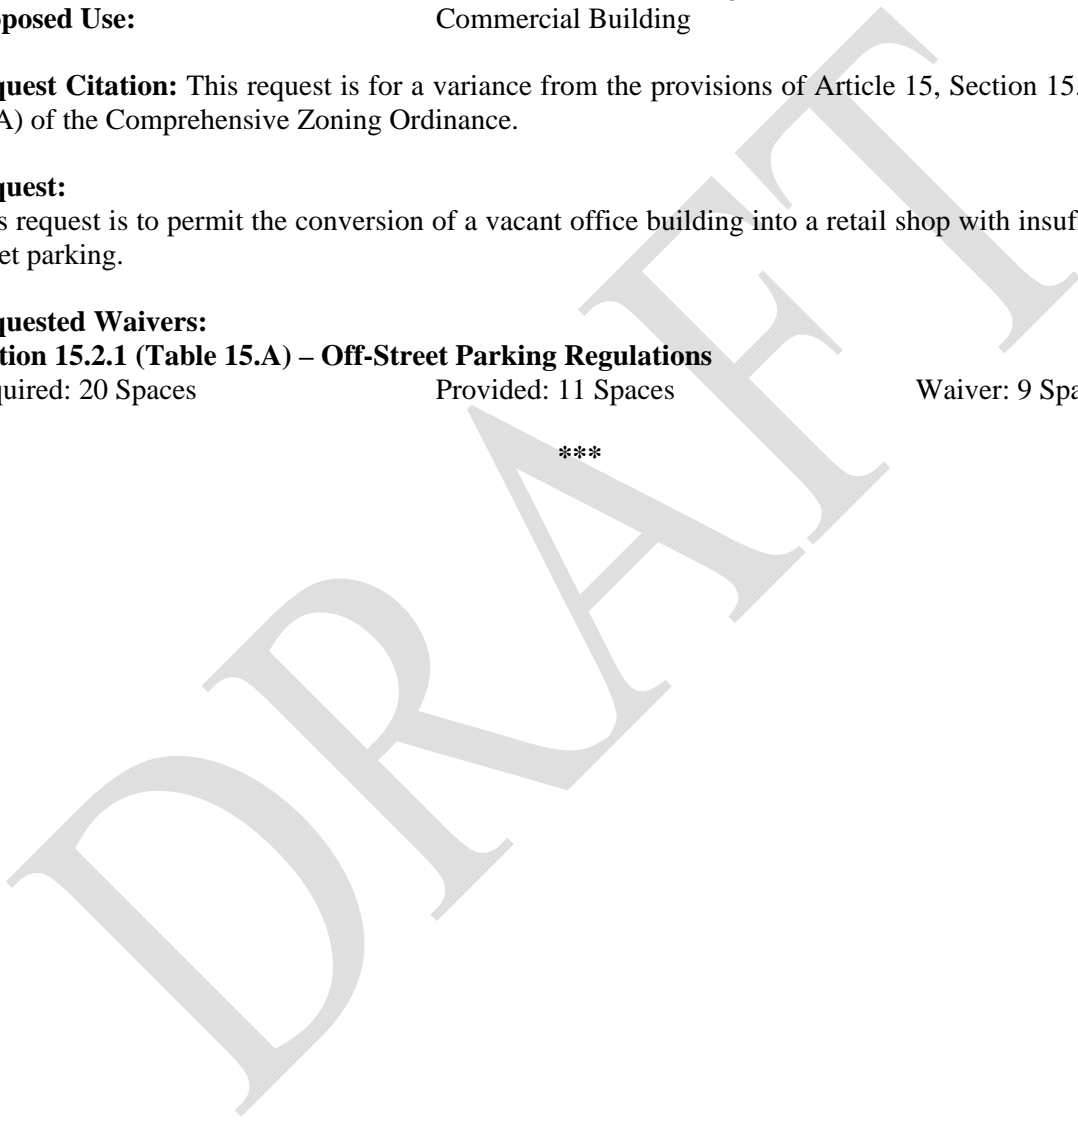 posed Use: Commercial Building
quest Citation: This request is for a variance from the provisions of Article 15, Section 15.
A) of the Comprehensive Zoning Ordinance.
quest:
s request is to permit the conversion of a vacant office building into a retail shop with insuf
et parking.
quested Waivers:
tion 15.2.1 (Table 15.A) – Off-Street Parking Regulations
quired: 20 Spaces Provided: 11 Spaces Waiver: 9 Spa
***
DRAFT